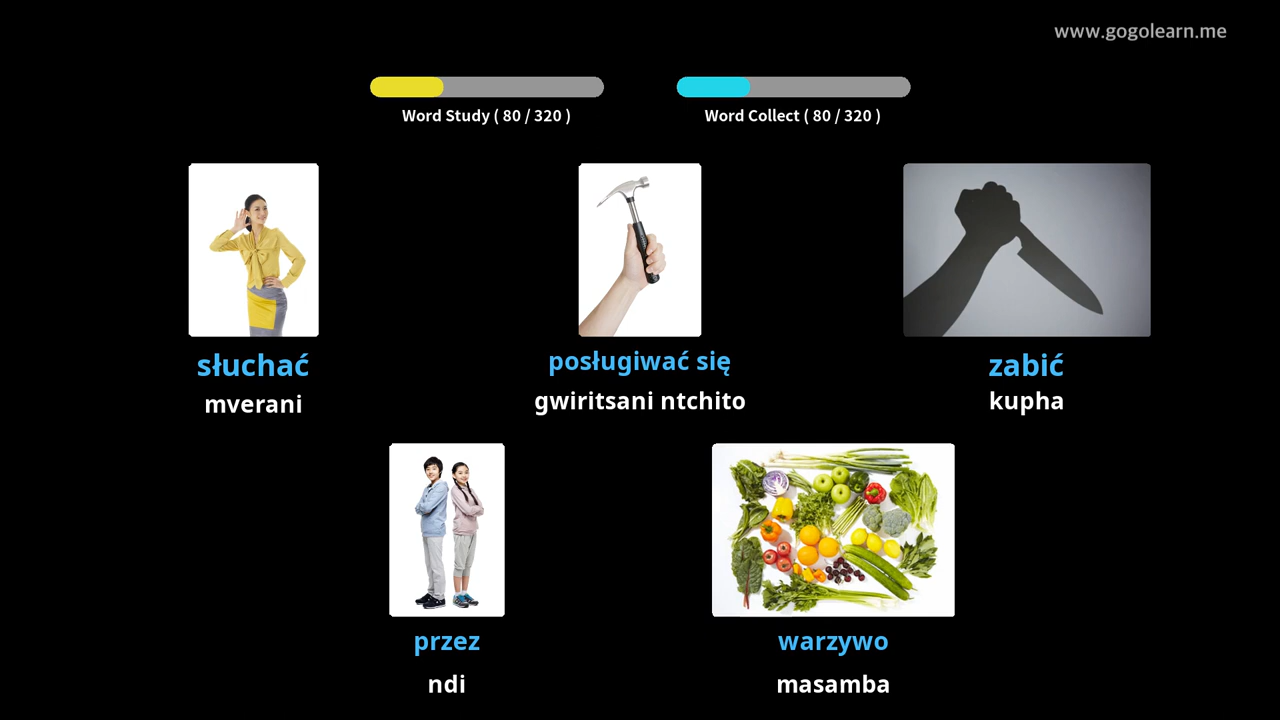 www.gogolearn.me
Word Study ( 80 / 320 )
Word Collect ( 80 / 320 )
słuchać
mverani
posługiwać się
gwiritsani ntchito
zabić
kupha
przez
ndi
warzywo
masamba